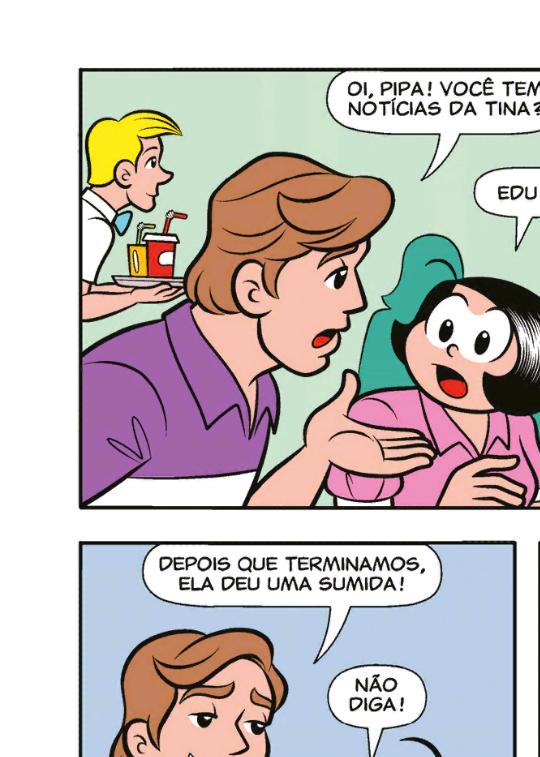 OI, PIPA! VOCÊ TEM
NOTÍCIAS DA TINA?
EDU
DEPOIS QUE TERMINAMOS,
ELA DEU UMA SUMIDA!
NÃO
DIGA!